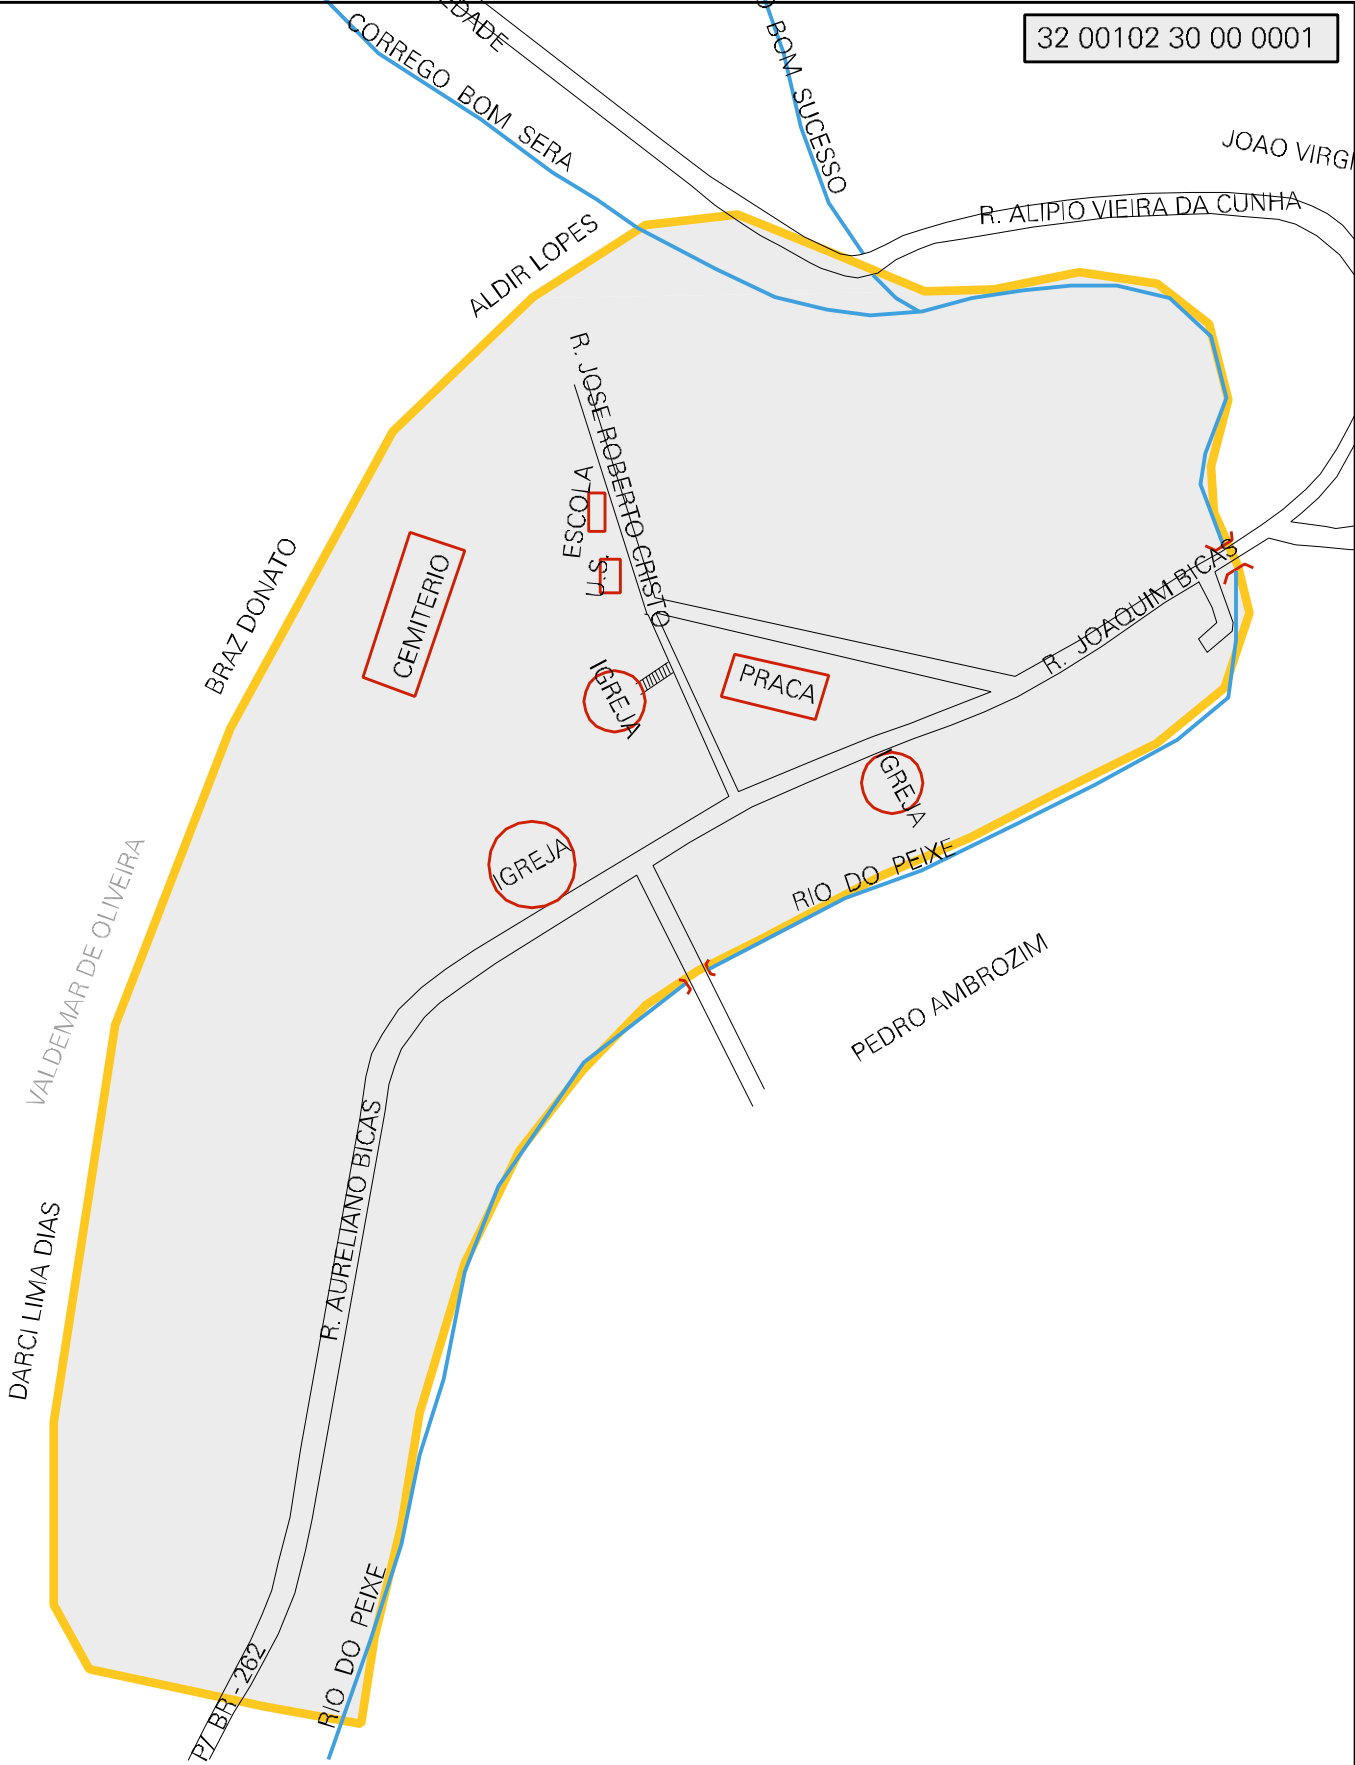 32 00102 30 00 0001
CORREGO BOM SERA
BOM SUCESSO
JOAO VIRGI
R. ALIPIO VIEIRA DA CUNHA
ALDIR LOPES
R. JOSE ROBERTO CRISTO
ESCOLA
U.S.
BRAZ DONATO
CEMITERIO
R. JOAQUIM BICAS
IGREJA
PRACA
IGREJA
IGREJA
RIO DO PEIXE
VALDEMAR DE OLIVEIRA
PEDRO AMBROZIM
R. AURELIANO BICAS
DARCI LIMA DIAS
RIO DO PEIXE
P/ BR - 262